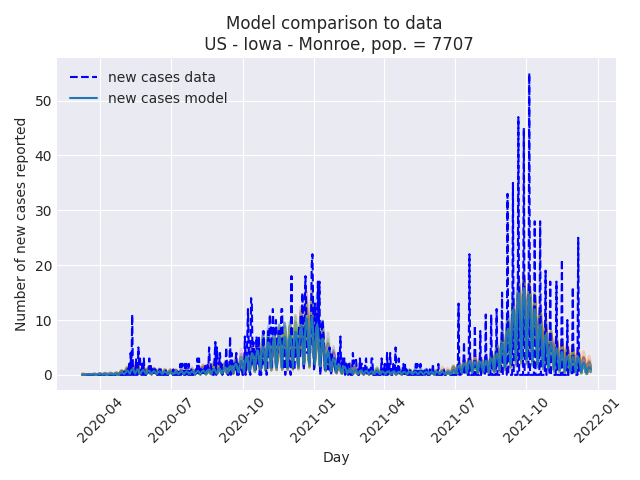 Model comparison to data
US - Iowa - Monroe, pop. = 7707
new cases data
new cases model
Number of new cases reported
50
40
30
20
10
0
2020-04
2020-07
2020-10
2021-01
2021-04
2021-07
2021-10
2022-01
Day